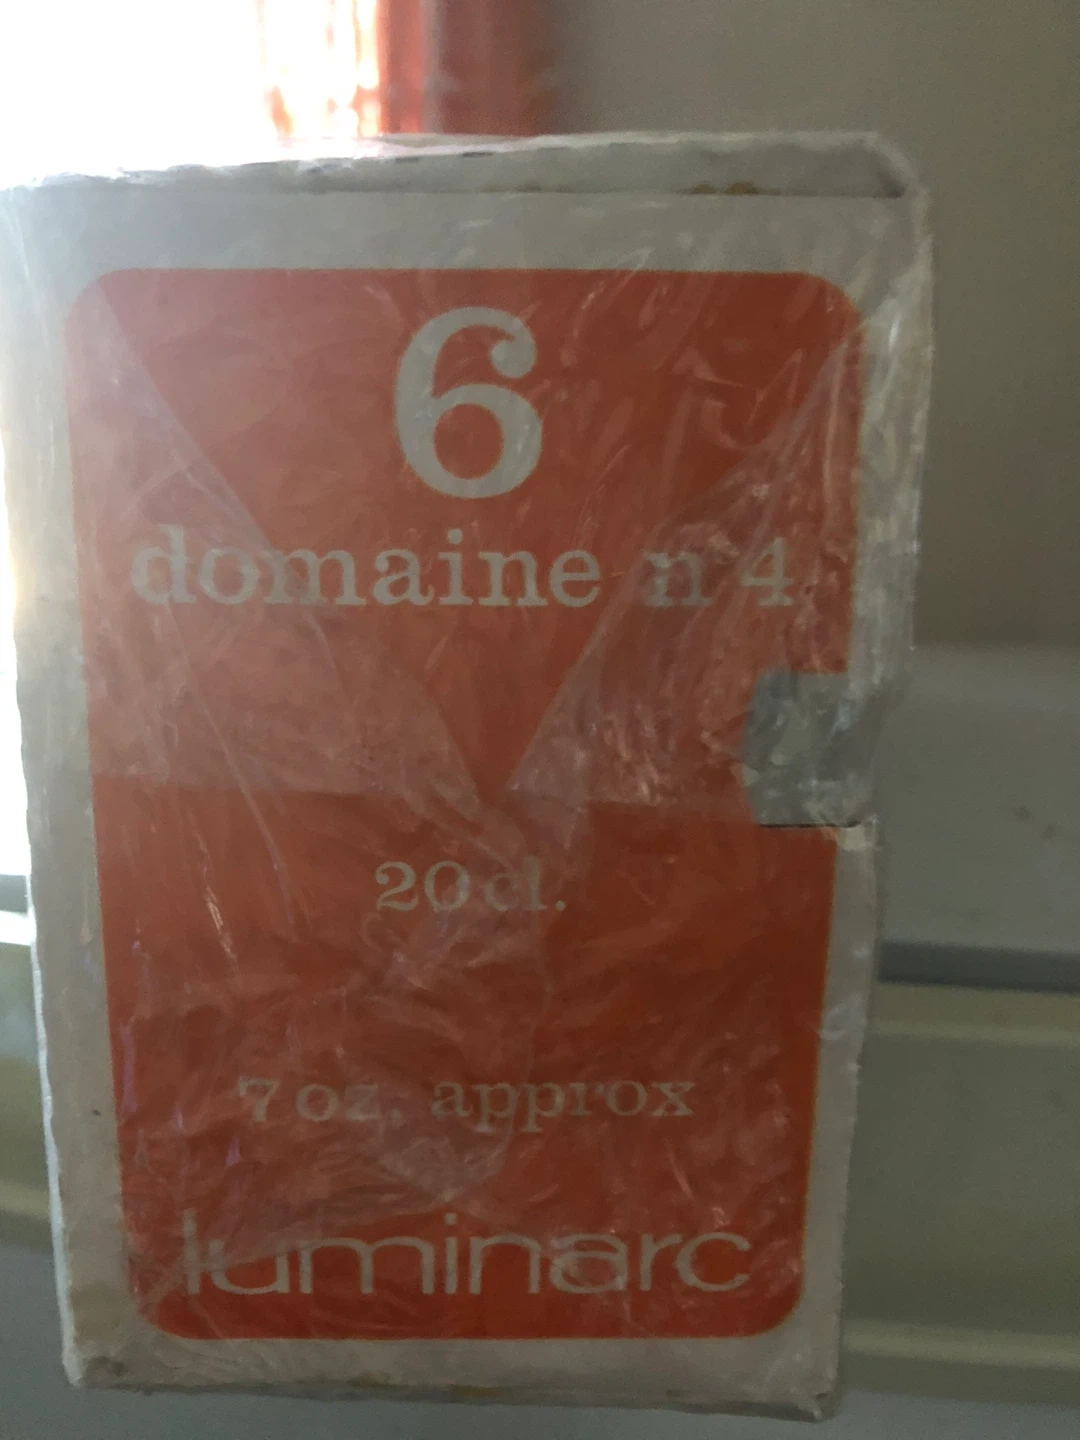 6
domaine n 4
20 cl.
7 oz. approx
luminarc